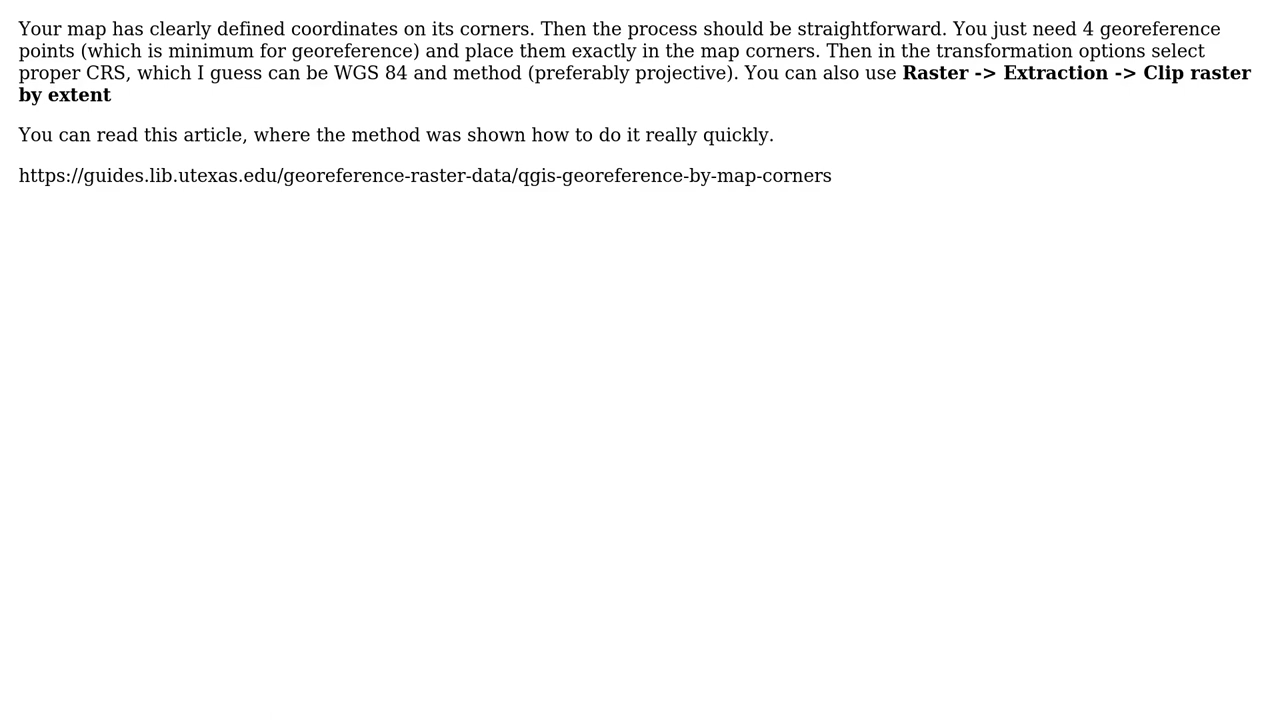 Your map has clearly defined coordinates on its corners. Then the process should be straightforward. You just need 4 georeference
points (which is minimum for georeference) and place them exactly in the map corners. Then in the transformation options select
proper CRS, which I guess can be WGS 84 and method (preferably projective). You can also use Raster -> Extraction -> Clip raster
by extent
You can read this article, where the method was shown how to do it really quickly.
https://guides.lib.utexas.edu/georeference-raster-data/qgis-georeference-by-map-corners